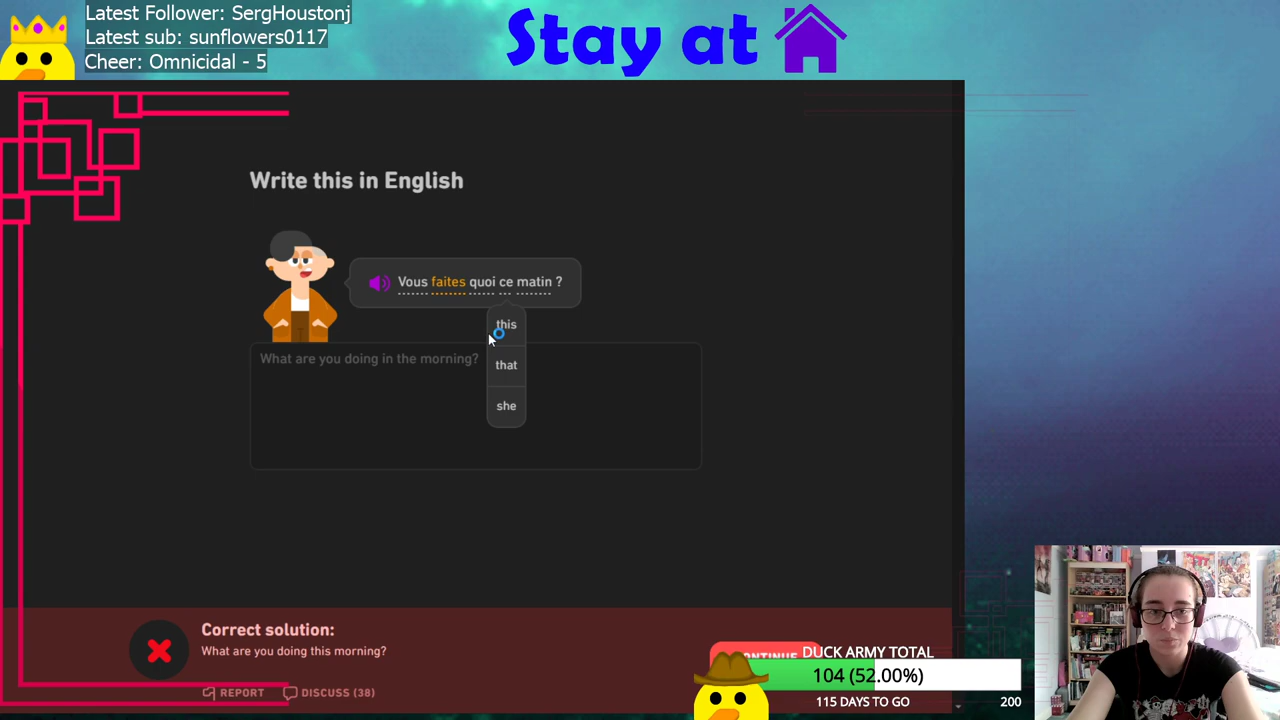 Latest Follower: SergHoustonj
Latest sub: sunflowers0117
Cheer: Omnicidal - 5
Stay at
Write this in English
Vous faites quoi ce matin ?
this
that
she
What are you doing in the morning?
Correct solution:
What are you doing this morning?
REPORT
DISCUSS (38)
CONTINUE
DUCK ARMY TOTAL
104 (52.00%)
115 DAYS TO GO
200